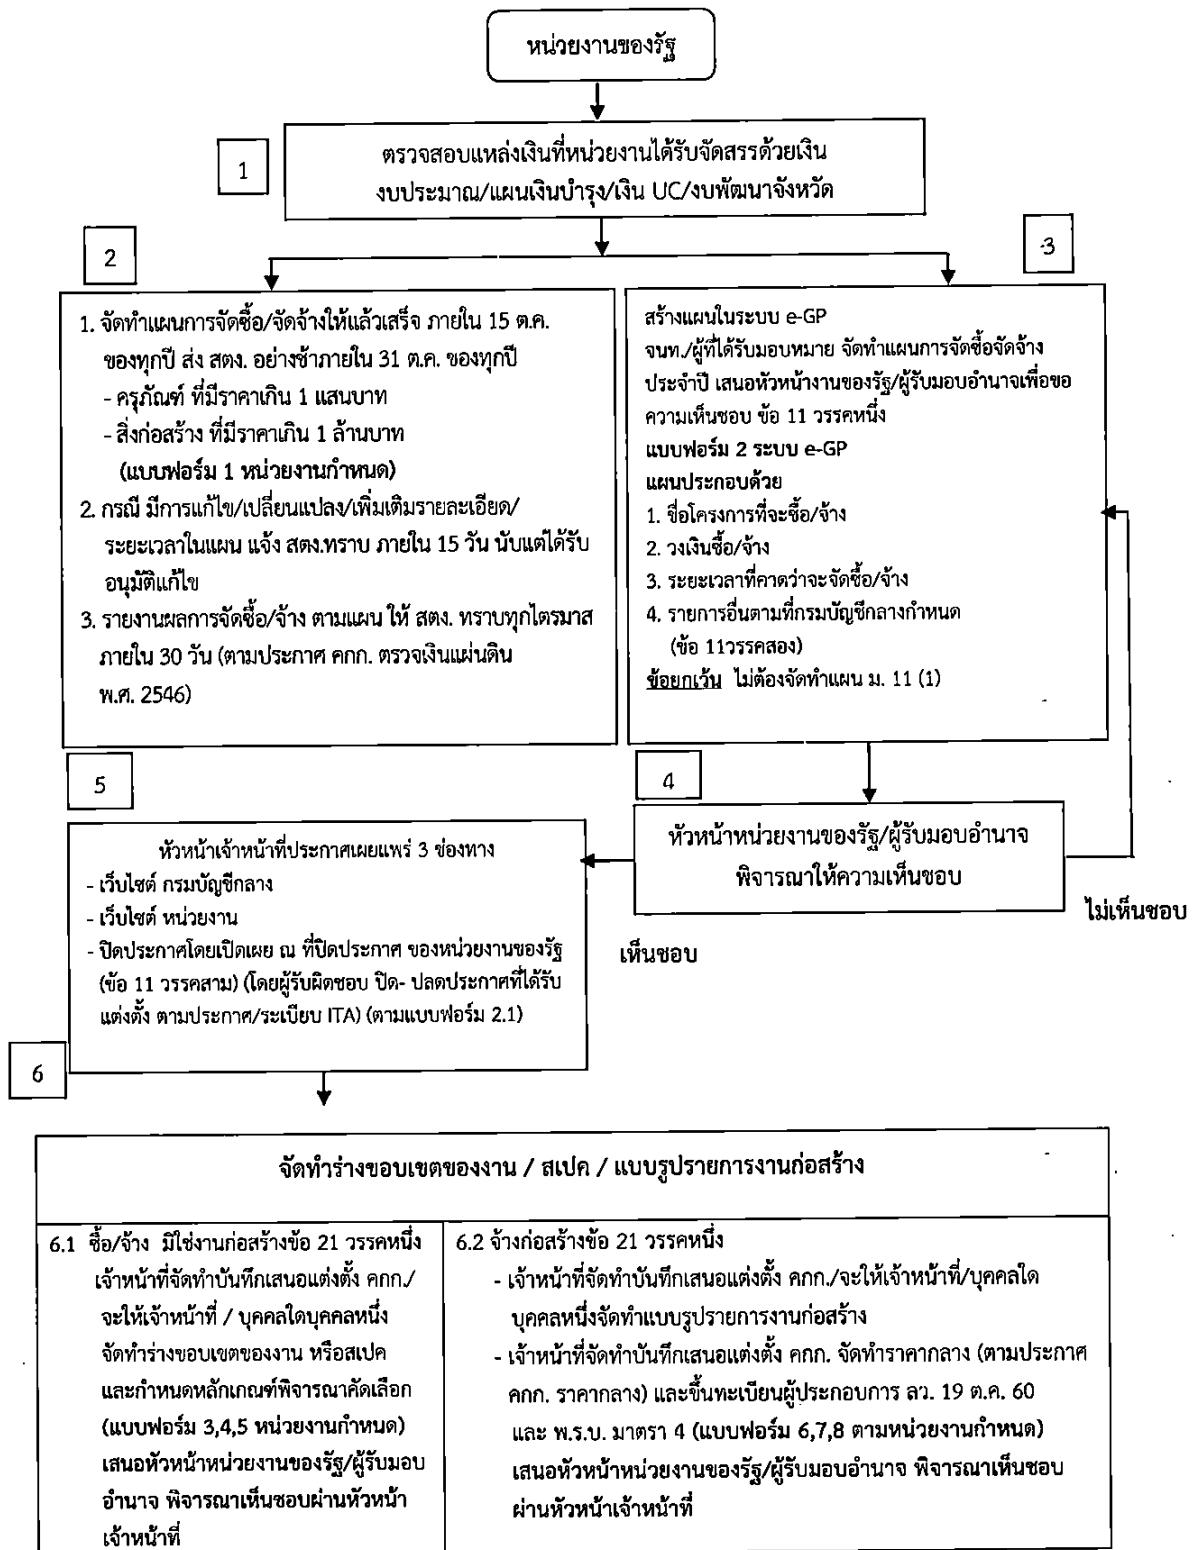 หน่วยงานของรัฐ
1
ตรวจสอบแหล่งเงินที่หน่วยงานได้รับจัดสรรด้วยเงิน
งบประมาณ/แผนเงินบำรุง/เงิน UC/งบพัฒนาจังหวัด
2
1. จัดทำแผนการจัดซื้อ/จัดจ้างให้แล้วเสร็จ ภายใน 15 ต.ค.
ของทุกปี ส่ง สตง. อย่างช้าภายใน 31 ต.ค. ของทุกปี
- ครุภัณฑ์ ที่มีราคาเกิน 1 แสนบาท
- สิ่งก่อสร้าง ที่มีราคาเกิน 1 ล้านบาท
(แบบฟอร์ม 1 หน่วยงานกำหนด)
2. กรณี มีการแก้ไข/เปลี่ยนแปลง/เพิ่มเติมรายละเอียด/
ระยะเวลาในแผน แจ้ง สตง.ทราบ ภายใน 15 วัน นับแต่ได้รับ
อนุมัติแก้ไข
3. รายงานผลการจัดซื้อ/จ้าง ตามแผน ให้ สตง. ทราบทุกไตรมาส
ภายใน 30 วัน (ตามประกาศ คกก. ตรวจเงินแผ่นดิน
พ.ศ. 2546)
3
สร้างแผนในระบบ e-GP
จนท./ผู้ที่ได้รับมอบหมาย จัดทำแผนการจัดซื้อจัดจ้าง
ประจำปี เสนอหัวหน้างานของรัฐ/ผู้รับมอบอำนาจเพื่อขอ
ความเห็นชอบ ข้อ 11 วรรคหนึ่ง
แบบฟอร์ม 2 ระบบ e-GP
แผนประกอบด้วย
1. ชื่อโครงการที่จะซื้อ/จ้าง
2. วงเงินซื้อ/จ้าง
3. ระยะเวลาที่คาดว่าจะจัดซื้อ/จ้าง
4. รายการอื่นตามที่กรมบัญชีกลางกำหนด
(ข้อ 11วรรคสอง)
ข้อยกเว้น ไม่ต้องจัดทำแผน ม. 11 (1)
4
หัวหน้าหน่วยงานของรัฐ/ผู้รับมอบอำนาจ
พิจารณาให้ความเห็นชอบ
ไม่เห็นชอบ
เห็นชอบ
5
หัวหน้าเจ้าหน้าที่ประกาศเผยแพร่ 3 ช่องทาง
- เว็บไซต์ กรมบัญชีกลาง
- เว็บไซต์ หน่วยงาน
- ปิดประกาศโดยเปิดเผย ณ ที่ปิดประกาศ ของหน่วยงานของรัฐ
(ข้อ 11 วรรคสาม) (โดยผู้รับผิดชอบ ปิด- ปลดประกาศที่ได้รับ
แต่งตั้ง ตามประกาศ/ระเบียบ ITA) (ตามแบบฟอร์ม 2.1)
6
จัดทำร่างขอบเขตของงาน / สเปค / แบบรูปรายการงานก่อสร้าง
6.1 ซื้อ/จ้าง มิใช่งานก่อสร้างข้อ 21 วรรคหนึ่ง
เจ้าหน้าที่จัดทำบันทึกเสนอแต่งตั้ง คกก./
จะให้เจ้าหน้าที่ / บุคคลใดบุคคลหนึ่ง
จัดทำร่างขอบเขตของงาน หรือสเปค
และกำหนดหลักเกณฑ์พิจารณาคัดเลือก
(แบบฟอร์ม 3,4,5 หน่วยงานกำหนด)
เสนอหัวหน้าหน่วยงานของรัฐ/ผู้รับมอบ
อำนาจ พิจารณาเห็นชอบผ่านหัวหน้า
เจ้าหน้าที่
6.2 จ้างก่อสร้างข้อ 21 วรรคหนึ่ง
- เจ้าหน้าที่จัดทำบันทึกเสนอแต่งตั้ง คกก./จะให้เจ้าหน้าที่/บุคคลใด
บุคคลหนึ่งจัดทำแบบรูปรายการงานก่อสร้าง
- เจ้าหน้าที่จัดทำบันทึกเสนอแต่งตั้ง คกก. จัดทำราคากลาง (ตามประกาศ
คกก. ราคากลาง) และขึ้นทะเบียนผู้ประกอบการ ลว. 19 ต.ค. 60
และ พ.ร.บ. มาตรา 4 (แบบฟอร์ม 6,7,8 ตามหน่วยงานกำหนด)
เสนอหัวหน้าหน่วยงานของรัฐ/ผู้รับมอบอำนาจ พิจารณาเห็นชอบ
ผ่านหัวหน้าเจ้าหน้าที่